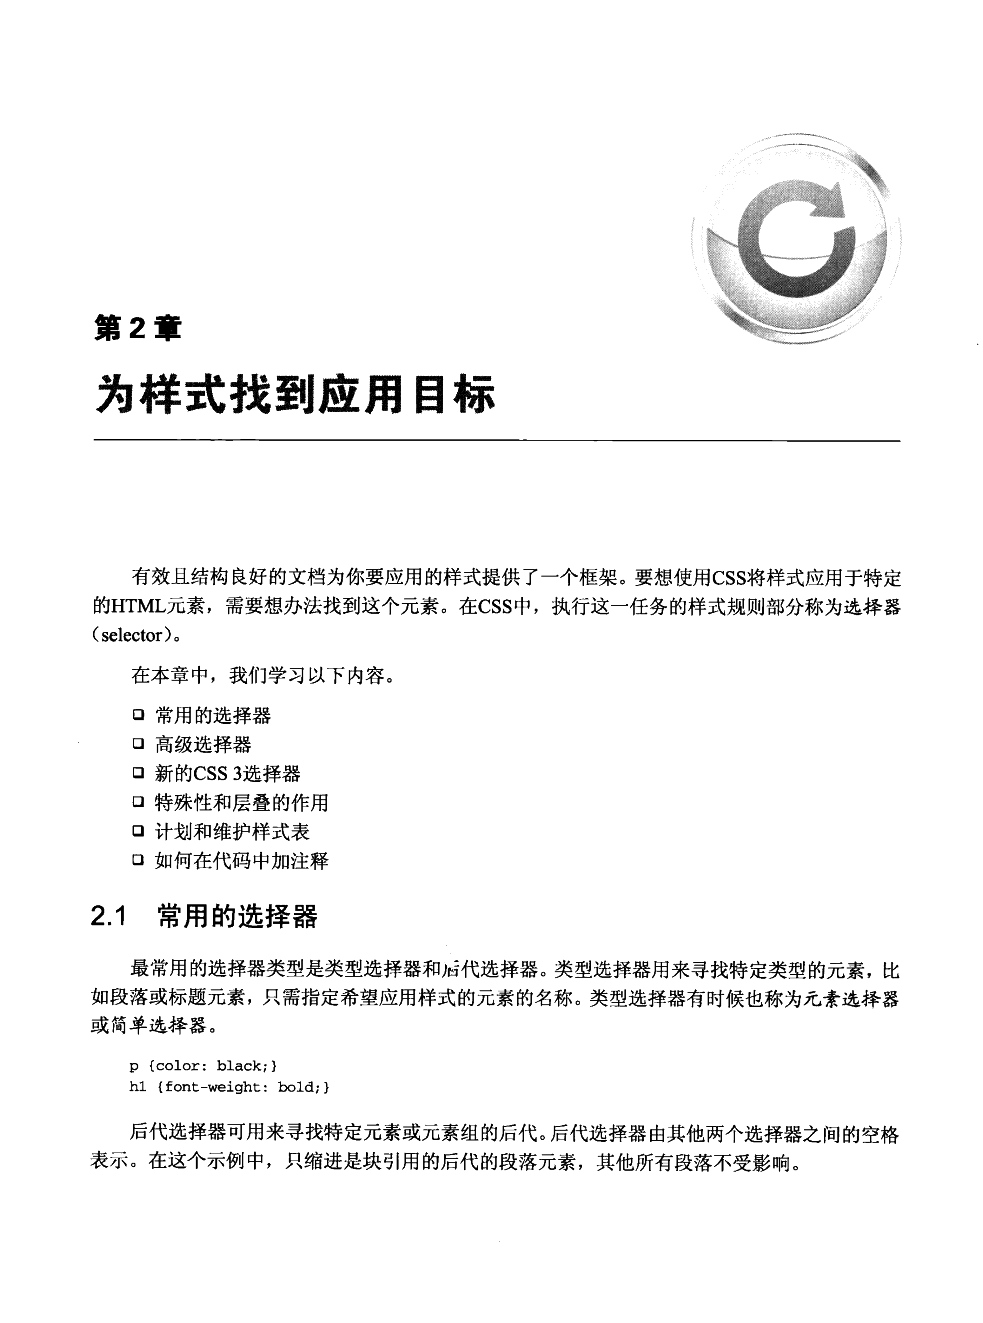 第2章
为样式找到应用目标
有效且结构良好的文档为你要应用的样式提供了一个框架。要想使用CSS将样式应用于特定
的HTML元素，需要想办法找到这个元素。在CSS中，执行这一任务的样式规则部分称为选择器
（selector）。
在本章中，我们学习以下内容。
❑ 常用的选择器
❑ 高级选择器
❑ 新的CSS 3选择器
❑ 特殊性和层叠的作用
❑ 计划和维护样式表
❑ 如何在代码中加注释
2.1 常用的选择器
最常用的选择器类型是类型选择器和后代选择器。类型选择器用来寻找特定类型的元素，比
如段落或标题元素，只需指定希望应用样式的元素的名称。类型选择器有时候也称为元素选择器
或简单选择器。
p {color: black;}
h1 {font-weight: bold;}
后代选择器可用来寻找特定元素或元素组的后代。后代选择器由其他两个选择器之间的空格
表示。在这个示例中，只缩进是块引用的后代的段落元素，其他所有段落不受影响。